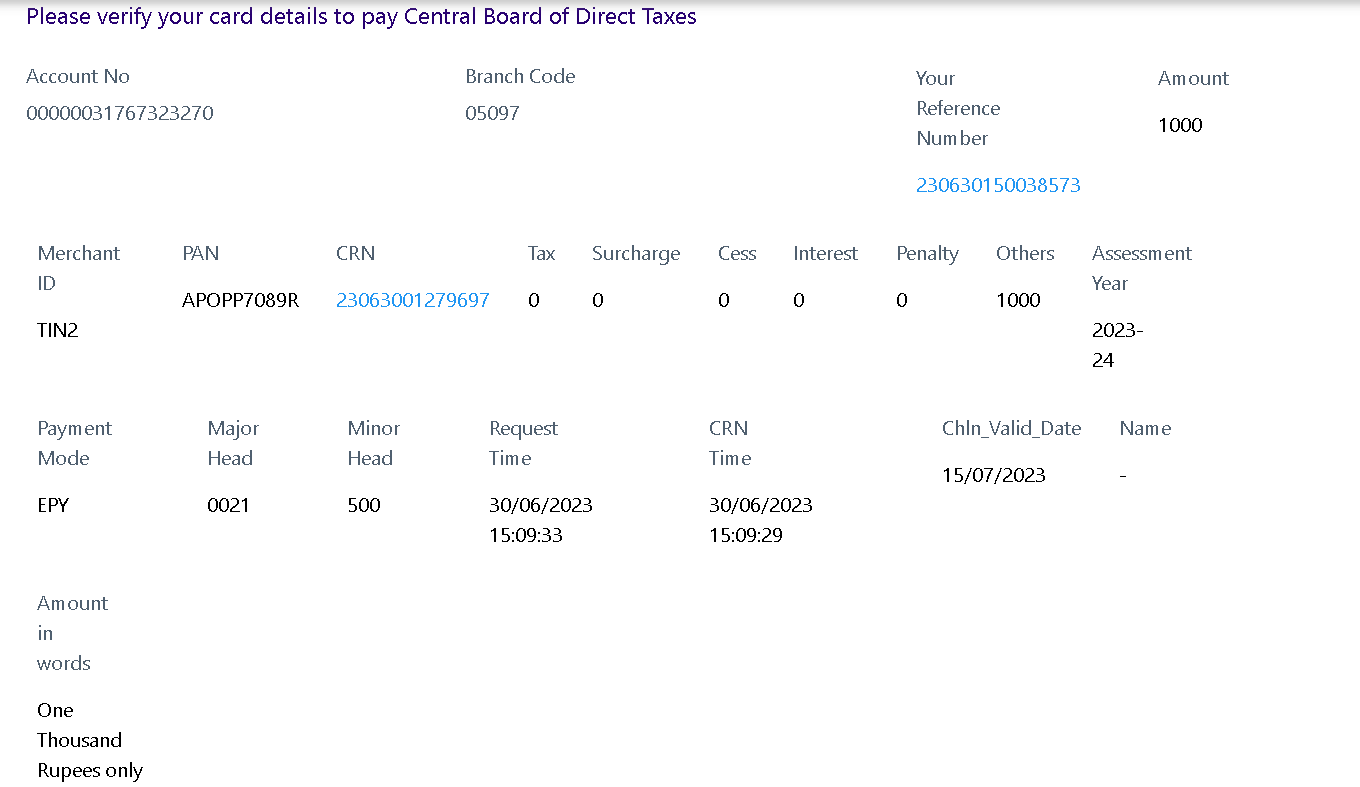 Please verify your card details to pay Central Board of Direct Taxes
Account No
00000031767323270
Branch Code
05097
Your
Reference
Number
230630150038573
Amount
1000
Merchant
ID
TIN2
PAN
APOPP7089R
CRN
23063001279697
Tax
0
Surcharge
0
Cess
0
Interest
0
Penalty
0
Others
1000
Assessment
Year
2023-
24
Payment
Mode
EPY
Major
Head
0021
Minor
Head
500
Request
Time
30/06/2023
15:09:33
CRN
Time
30/06/2023
15:09:29
Chln_Valid_Date
15/07/2023
Name
-
Amount
in
words
One
Thousand
Rupees only